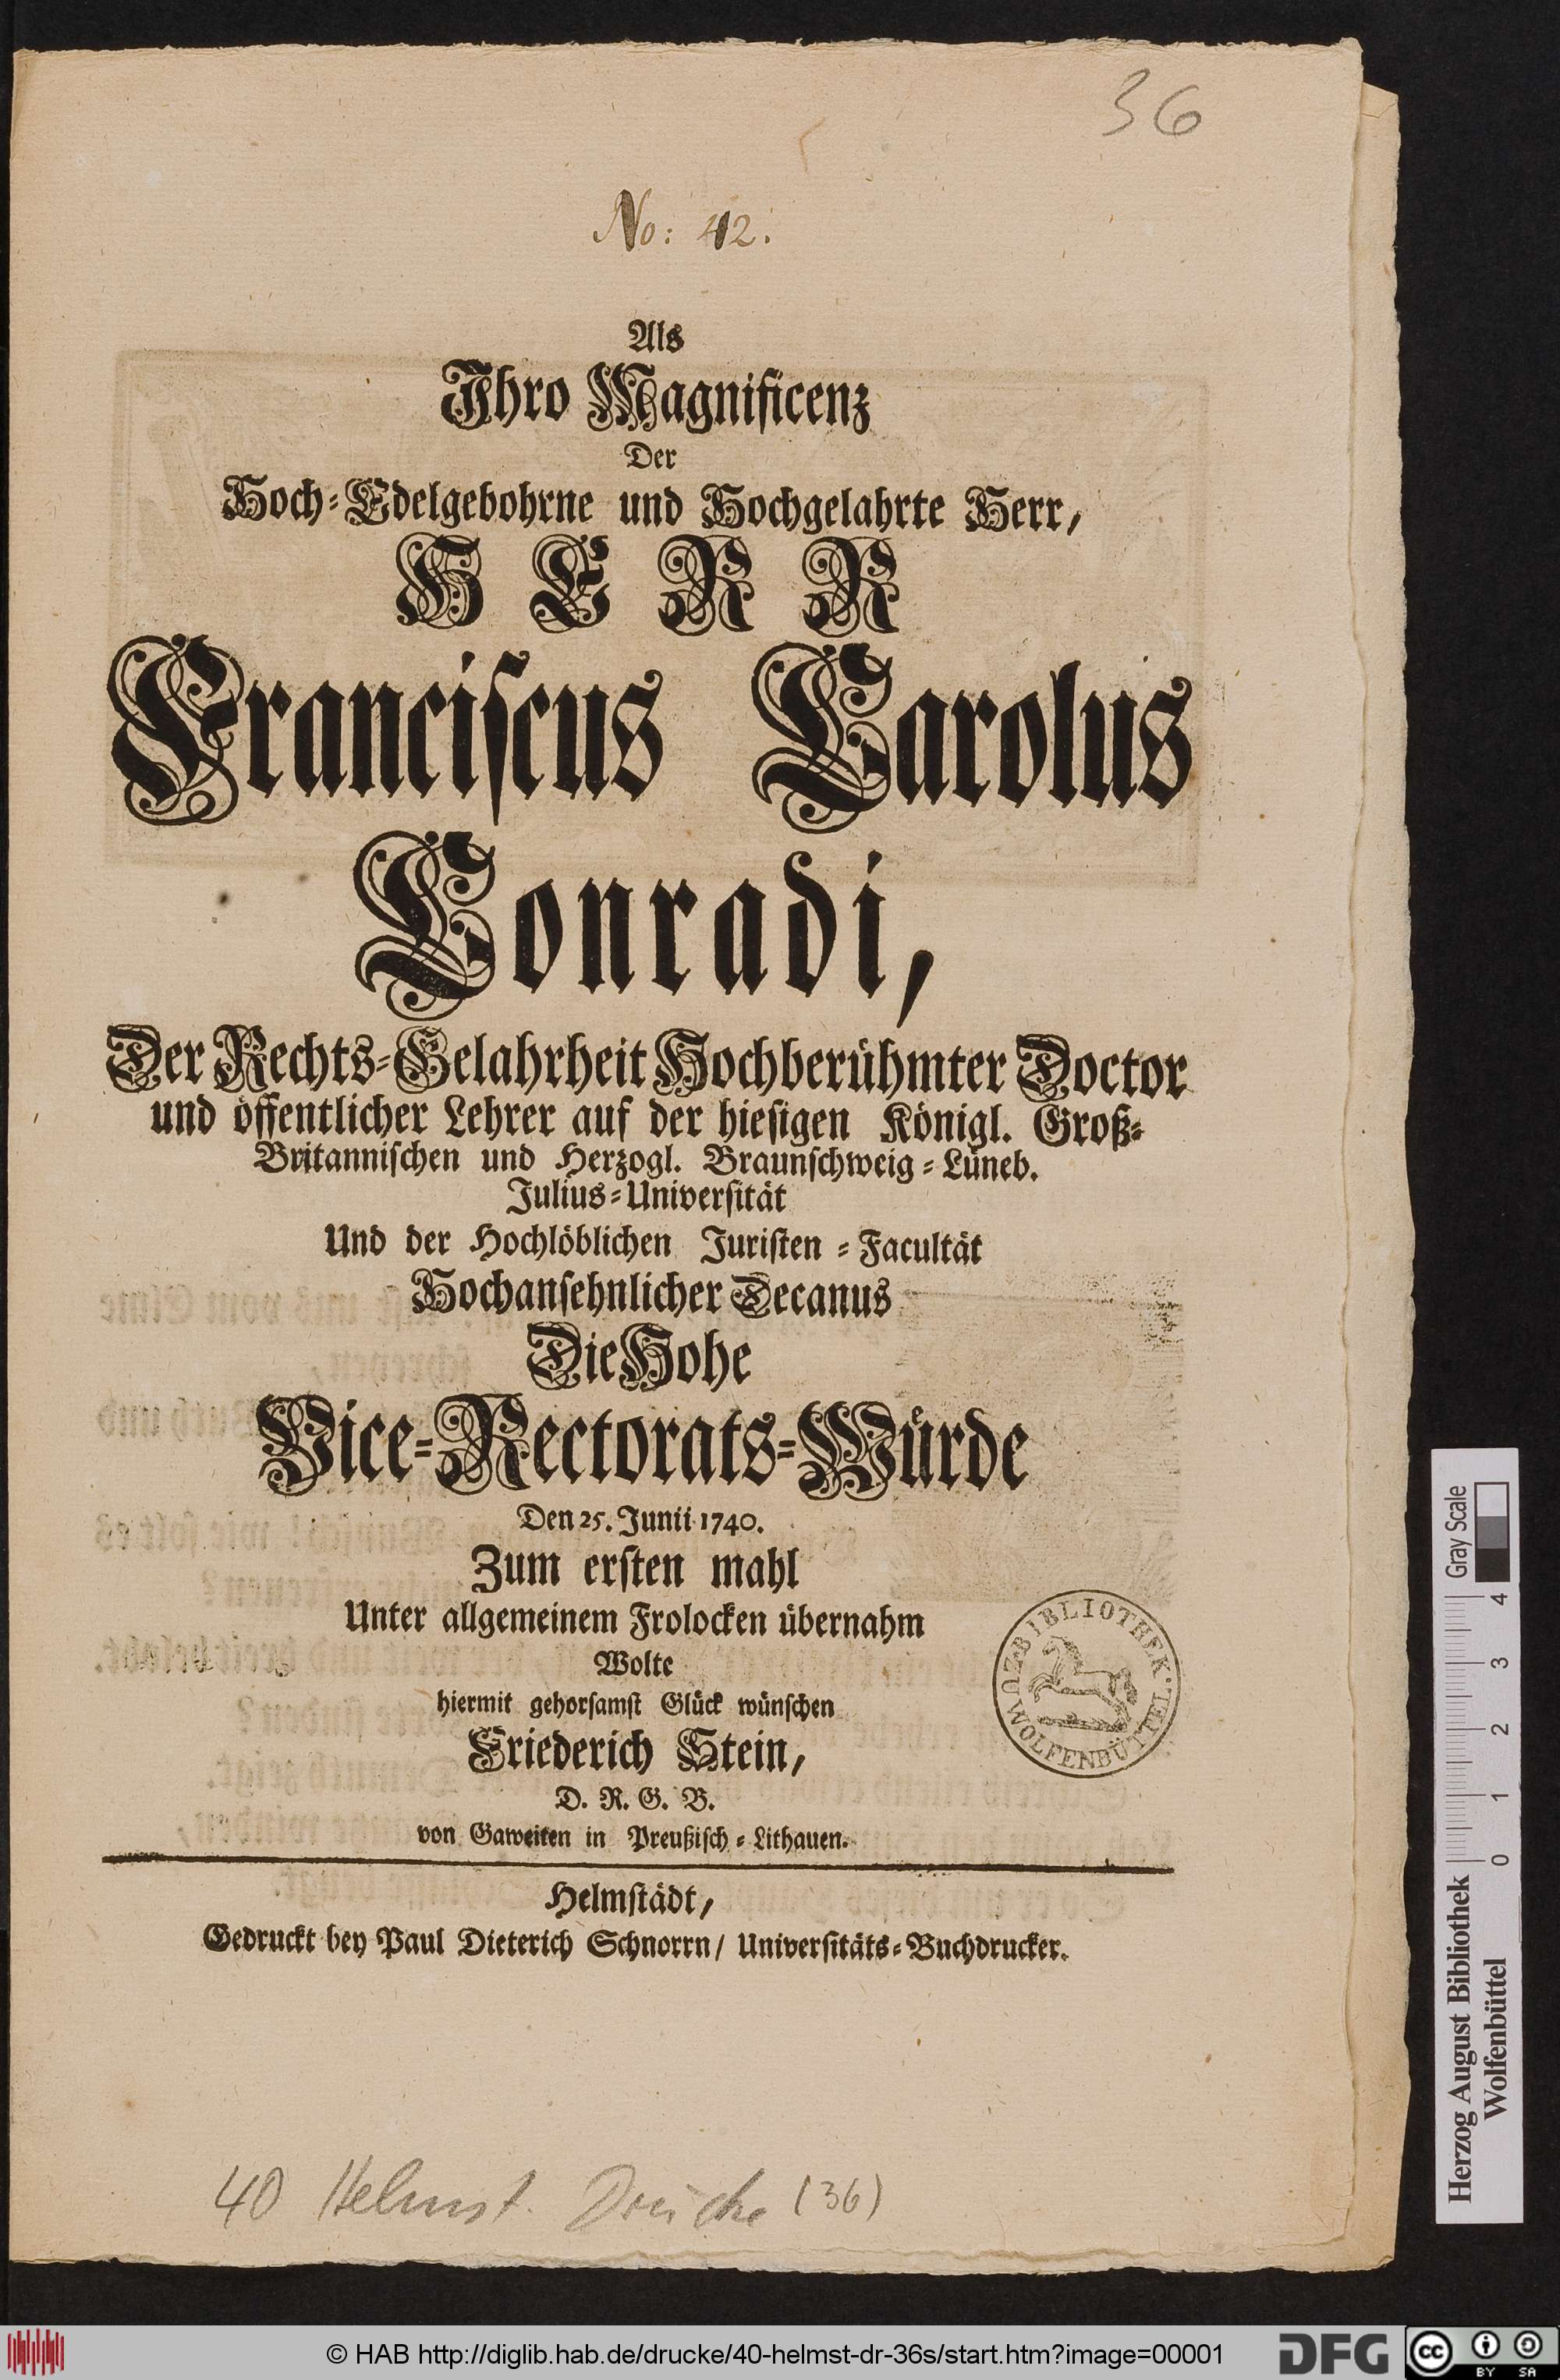 36
No: 42.
Als
Ihro Magnificenz
Der
Hoch-Edelgebohrne und Hochgelahrte Herr,
HERR
Franciſcus Carolus
Conradi,
Der Rechts-Gelahrheit Hochberühmter Doctor
und öffentlicher Lehrer auf der hieſigen Königl. Groß-
Britanniſchen und Herzogl. Braunſchweig-Lüneb.
Julius-Univerſität
Und der Hochlöblichen Juriſten-Facultät
Hochanſehnlicher Decanus
Die Hohe
Vice-Rectorats-Würde
Den 25. Junii 1740.
Zum erſten mahl
Unter allgemeinem Frolocken übernahm
Wolte
hiermit gehorſamſt Glück wünſchen
Friederich Stein,
D. R. G. B.
von Gaweiten in Preußiſch-Lithauen.
Helmſtädt,
Gedruckt bey Paul Dieterich Schnorrn/ Univerſitäts-Buchdrucker.
BIBLIOTHEK
WOLFENBÜTTEL
40 Helmst. Drucke (36)
Gray Scale
0 1 2 3 4
Herzog August Bibliothek
Wolfenbüttel
© HAB http://diglib.hab.de/drucke/40-helmst-dr-36s/start.htm?image=00001
DFG
cc BY SA